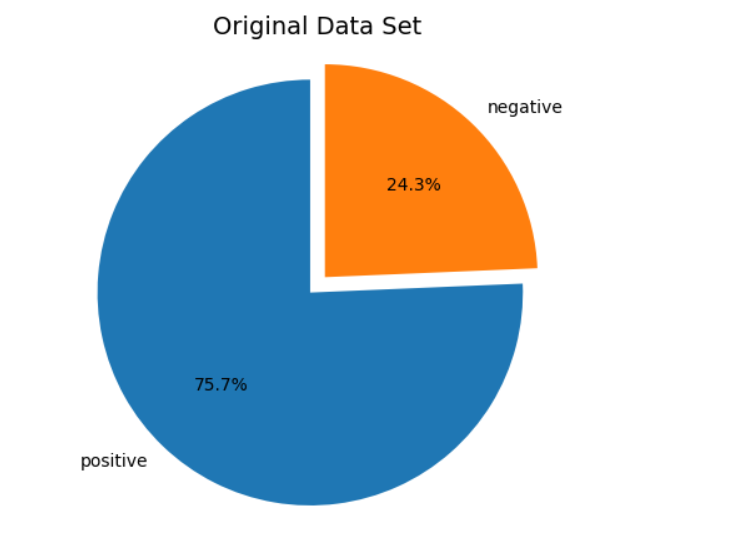 Original Data Set
negative
24.3%
75.7%
positive